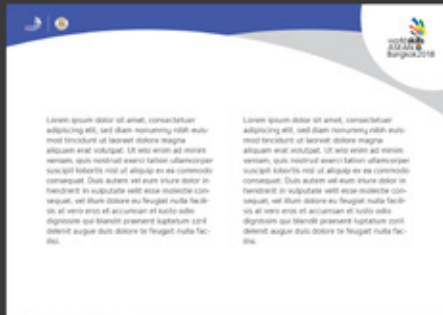 worldskills
ASEAN
Bangkok 2018
Lorem ipsum dolor sit amet, consectetuer
adipiscing elit, sed diam nonummy nibh euis-
mod tincidunt ut laoreet dolore magna
aliquam erat volutpat. Ut wisi enim ad minim
veniam, quis nostrud exerci tation ullamcorper
suscipit lobortis nisl ut aliquip ex ea commodo
consequat. Duis autem vel eum iriure dolor in
hendrerit in vulputate velit esse molestie con-
sequat, vel illum dolore eu feugiat nulla facili-
sis at vero eros et accumsan et iusto odio
dignissim qui blandit praesent luptatum zzril
delenit augue duis dolore te feugait nulla fac-
ilisi.
Lorem ipsum dolor sit amet, consectetuer
adipiscing elit, sed diam nonummy nibh euis-
mod tincidunt ut laoreet dolore magna
aliquam erat volutpat. Ut wisi enim ad minim
veniam, quis nostrud exerci tation ullamcorper
suscipit lobortis nisl ut aliquip ex ea commodo
consequat. Duis autem vel eum iriure dolor in
hendrerit in vulputate velit esse molestie con-
sequat, vel illum dolore eu feugiat nulla facili-
sis at vero eros et accumsan et iusto odio
dignissim qui blandit praesent luptatum zzril
delenit augue duis dolore te feugait nulla fac-
ilisi.